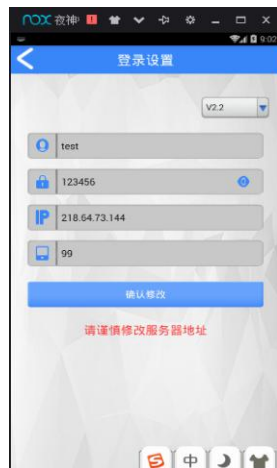 nox 夜神
9:02
登录设置
V2.2
test
123456
IP 218.64.73.144
99
确认修改
请谨慎修改服务器地址
S 中